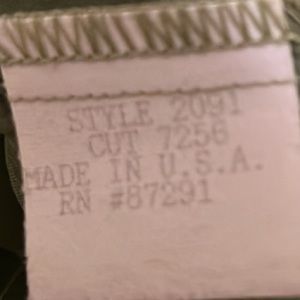 STYLE 2091
CUT 7256
MADE IN U.S.A.
RN #87291